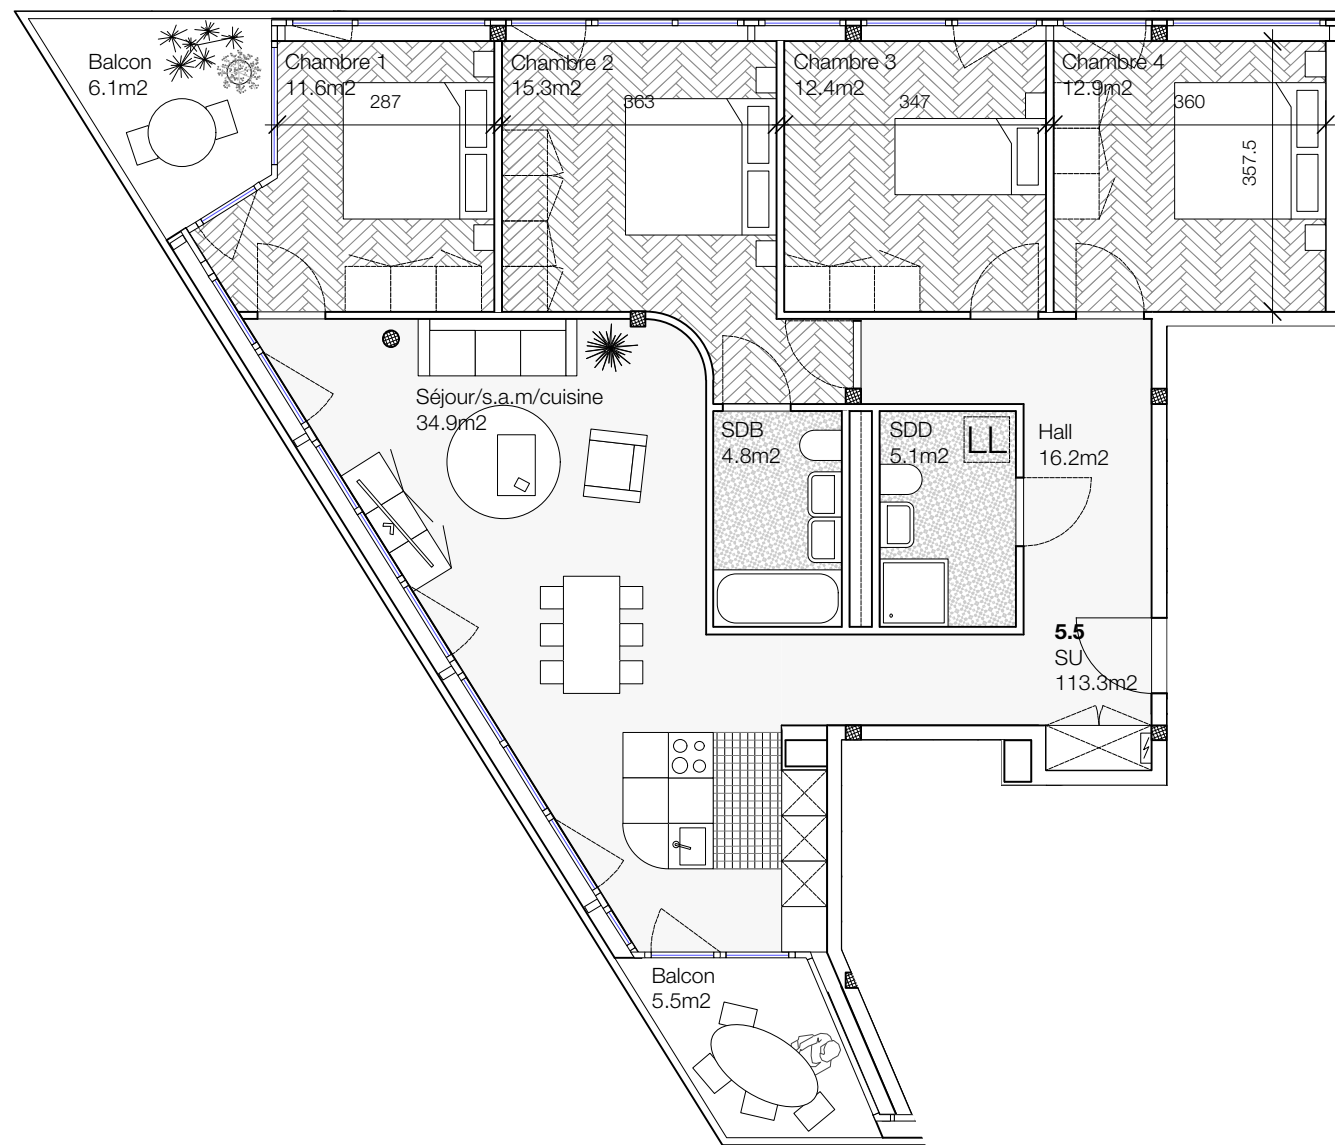 Balcon
6.1m2
Chambre 1
11.6m2
287
Chambre 2
15.3m2
363
Chambre 3
12.4m2
347
Chambre 4
12.9m2
360
357.5
Séjour/s.a.m/cuisine
34.9m2
SDB
4.8m2
SDD
5.1m2
LL
Hall
16.2m2
5.5
SU
113.3m2
Balcon
5.5m2